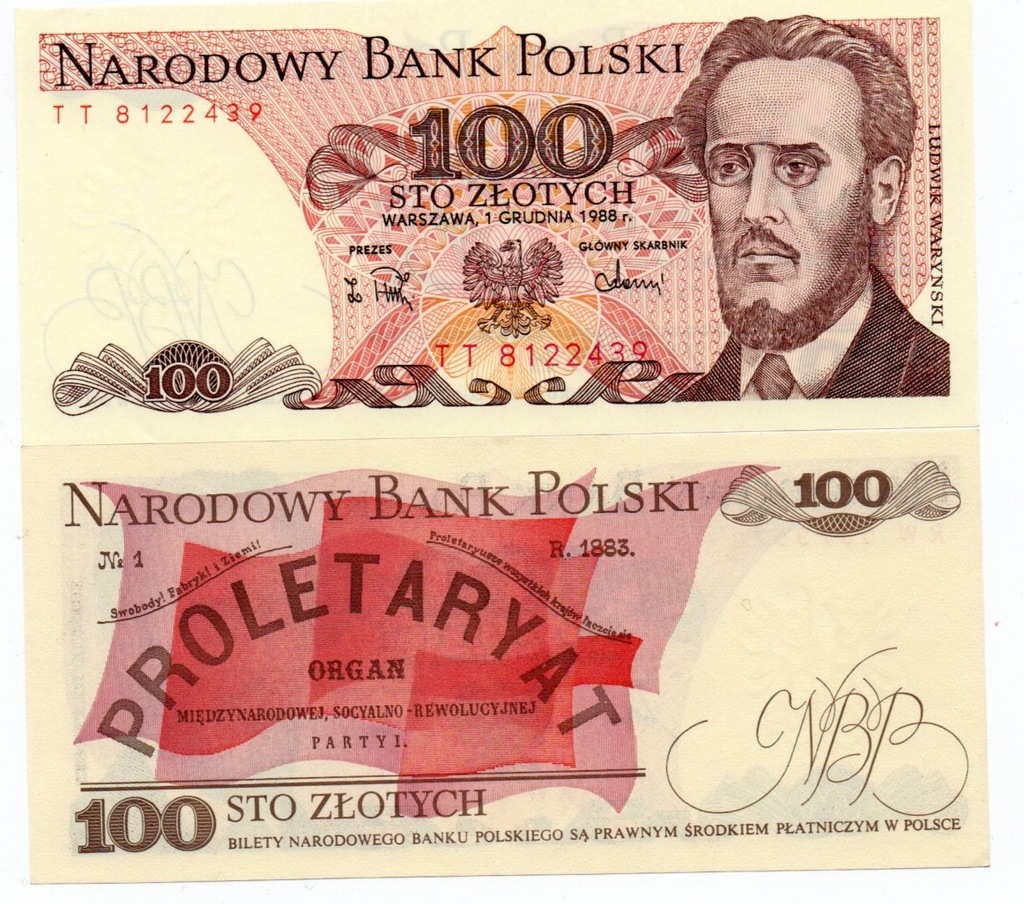 NARODOWY BANK POLSKI
TT 8122439
100
STO ZŁOTYCH
WARSZAWA, 1 GRUDNIA 1988 r.
PREZES
GŁÓWNY SKARBNIK
TT 8122439
100
LUDWIK WARYŃSKI
NARODOWY BANK POLSKI
100
№ 1
R. 1883.
Swobody! Fabryk! i Ziemi!
Proletaryusze wszystkich krajów łączcie się
PROLETARYAT
ORGAN
MIĘDZYNARODOWEJ, SOCYALNO-REWOLUCYJNEJ
PARTYI.
NBP
100 STO ZŁOTYCH
BILETY NARODOWEGO BANKU POLSKIEGO SĄ PRAWNYM ŚRODKIEM PŁATNICZYM W POLSCE